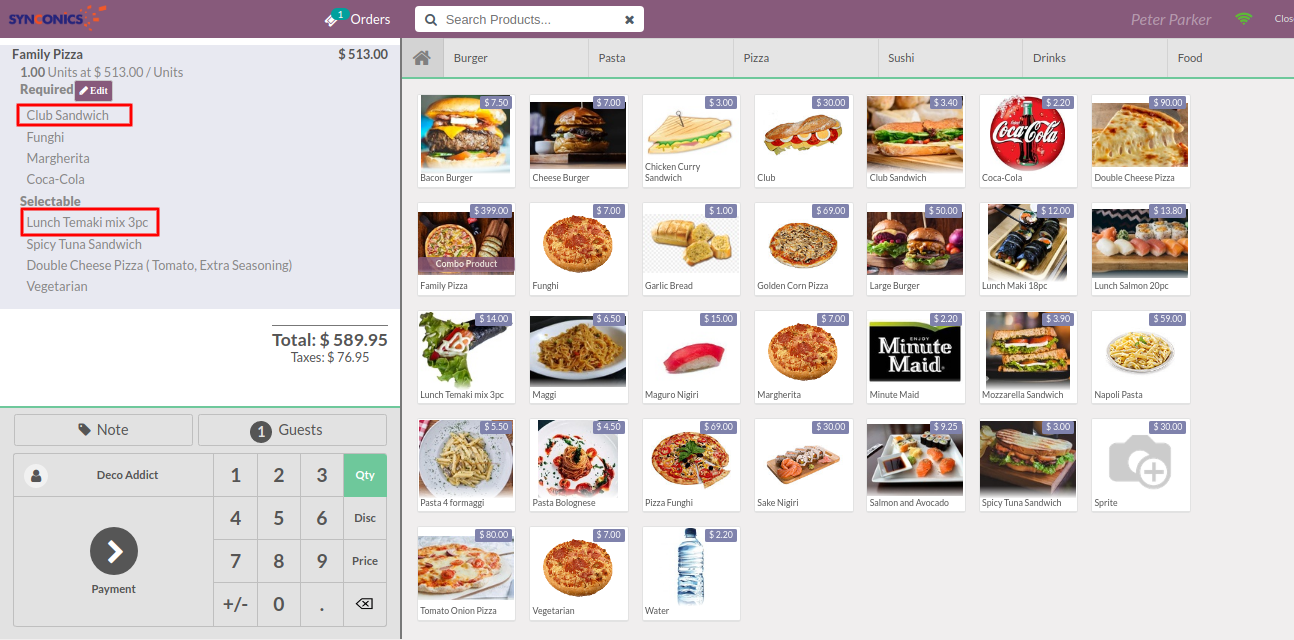 SYNCONICS
1 Orders
Search Products...
Peter Parker
Clos
Family Pizza $ 513.00
1.00 Units at $ 513.00 / Units
Required Edit
Club Sandwich
Funghi
Margherita
Coca-Cola
Selectable
Lunch Temaki mix 3pc
Spicy Tuna Sandwich
Double Cheese Pizza ( Tomato, Extra Seasoning)
Vegetarian
Total: $ 589.95
Taxes: $ 76.95
Note
1 Guests
Deco Addict
1 2 3 Qty
4 5 6 Disc
7 8 9 Price
+/- 0 .
Payment
Burger Pasta Pizza Sushi Drinks Food
$ 7.50 $ 7.00 $ 3.00 $ 30.00 $ 3.40 $ 2.20 $ 90.00
Coca-Cola
Bacon Burger Cheese Burger Chicken Curry Sandwich Club Club Sandwich Coca-Cola Double Cheese Pizza
$ 399.00 $ 7.00 $ 1.00 $ 69.00 $ 50.00 $ 12.00 $ 13.80
Combo Product
Family Pizza Funghi Garlic Bread Golden Corn Pizza Large Burger Lunch Maki 18pc Lunch Salmon 20pc
$ 14.00 $ 6.50 $ 15.00 $ 7.00 $ 2.20 $ 3.90 $ 59.00
ENJOY
Minute
Maid
Lunch Temaki mix 3pc Maggi Maguro Nigiri Margherita Minute Maid Mozzarella Sandwich Napoli Pasta
$ 5.50 $ 4.50 $ 69.00 $ 30.00 $ 9.25 $ 3.00 $ 30.00
Pasta 4 formaggi Pasta Bolognese Pizza Funghi Sake Nigiri Salmon and Avocado Spicy Tuna Sandwich Sprite
$ 80.00 $ 7.00 $ 2.20
Tomato Onion Pizza Vegetarian Water